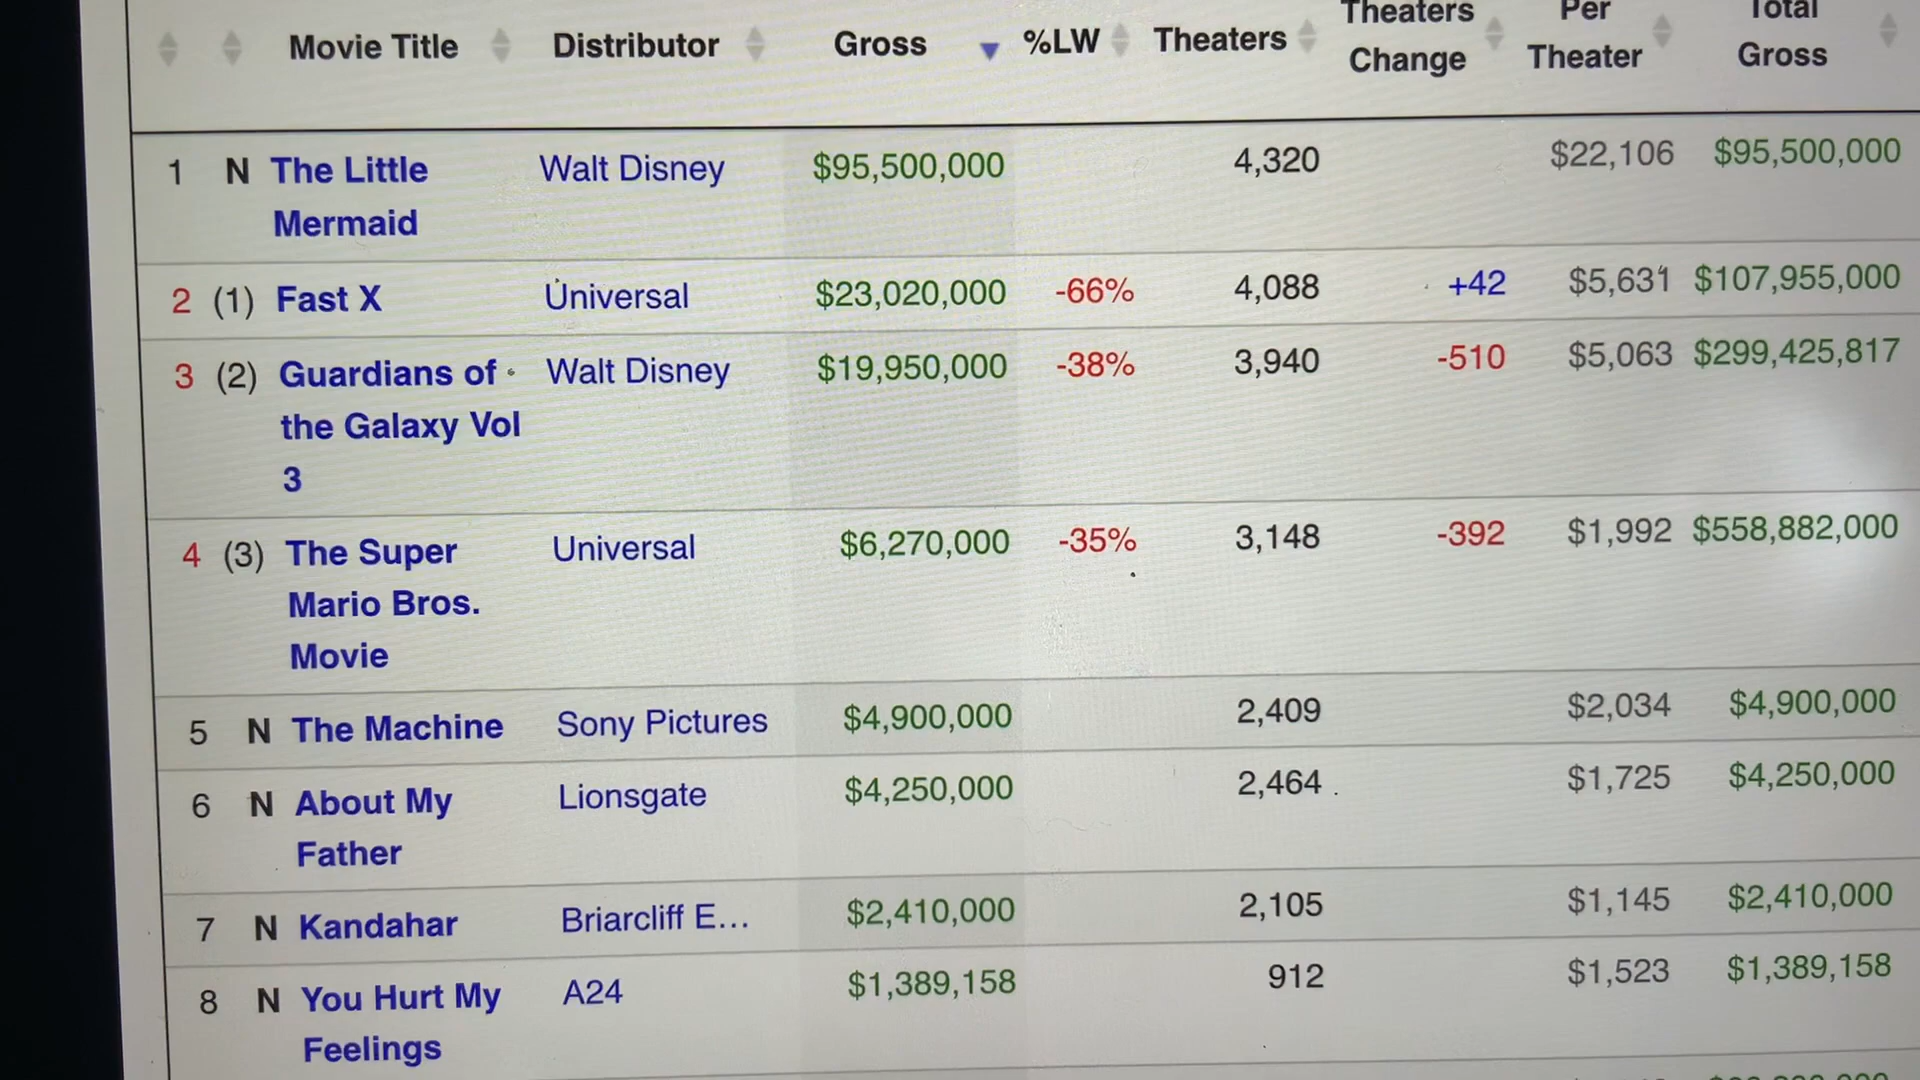 Movie Title Distributor Gross %LW Theaters Theaters Change Per Theater Total Gross
1 N The Little Walt Disney $95,500,000 4,320 $22,106 $95,500,000
Mermaid
2 (1) Fast X Universal $23,020,000 -66% 4,088 +42 $5,631 $107,955,000
3 (2) Guardians of Walt Disney $19,950,000 -38% 3,940 -510 $5,063 $299,425,817
the Galaxy Vol
3
4 (3) The Super Universal $6,270,000 -35% 3,148 -392 $1,992 $558,882,000
Mario Bros.
Movie
5 N The Machine Sony Pictures $4,900,000 2,409 $2,034 $4,900,000
6 N About My Lionsgate $4,250,000 2,464 $1,725 $4,250,000
Father
7 N Kandahar Briarcliff E... $2,410,000 2,105 $1,145 $2,410,000
8 N You Hurt My A24 $1,389,158 912 $1,523 $1,389,158
Feelings